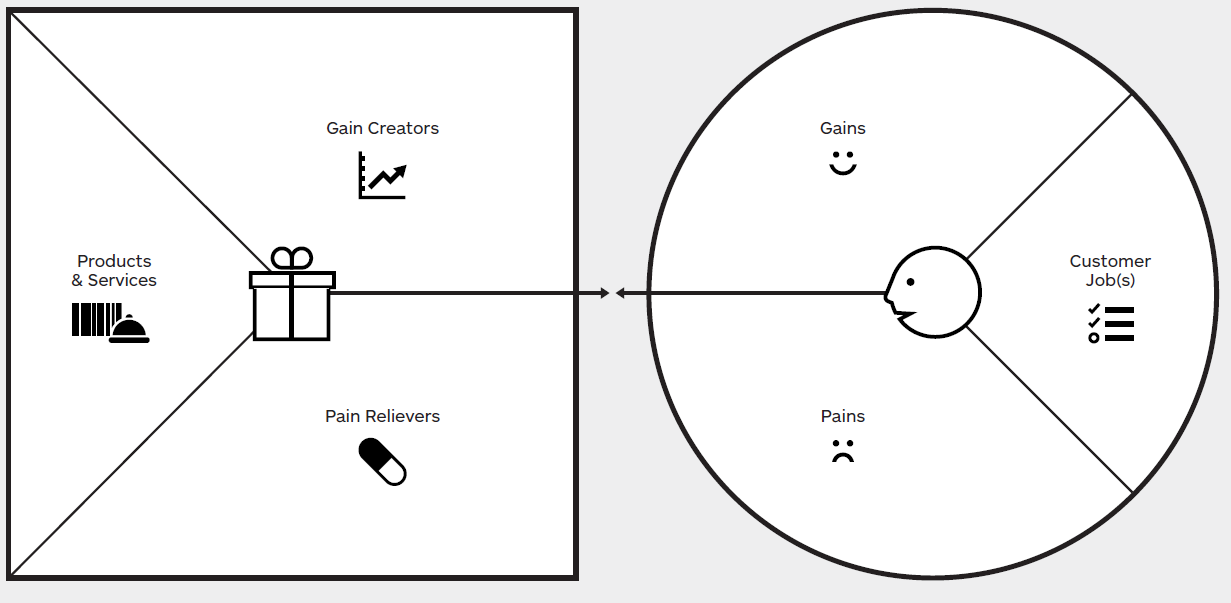 Gain Creators
Products
& Services
Pain Relievers
Gains
Customer
Job(s)
Pains